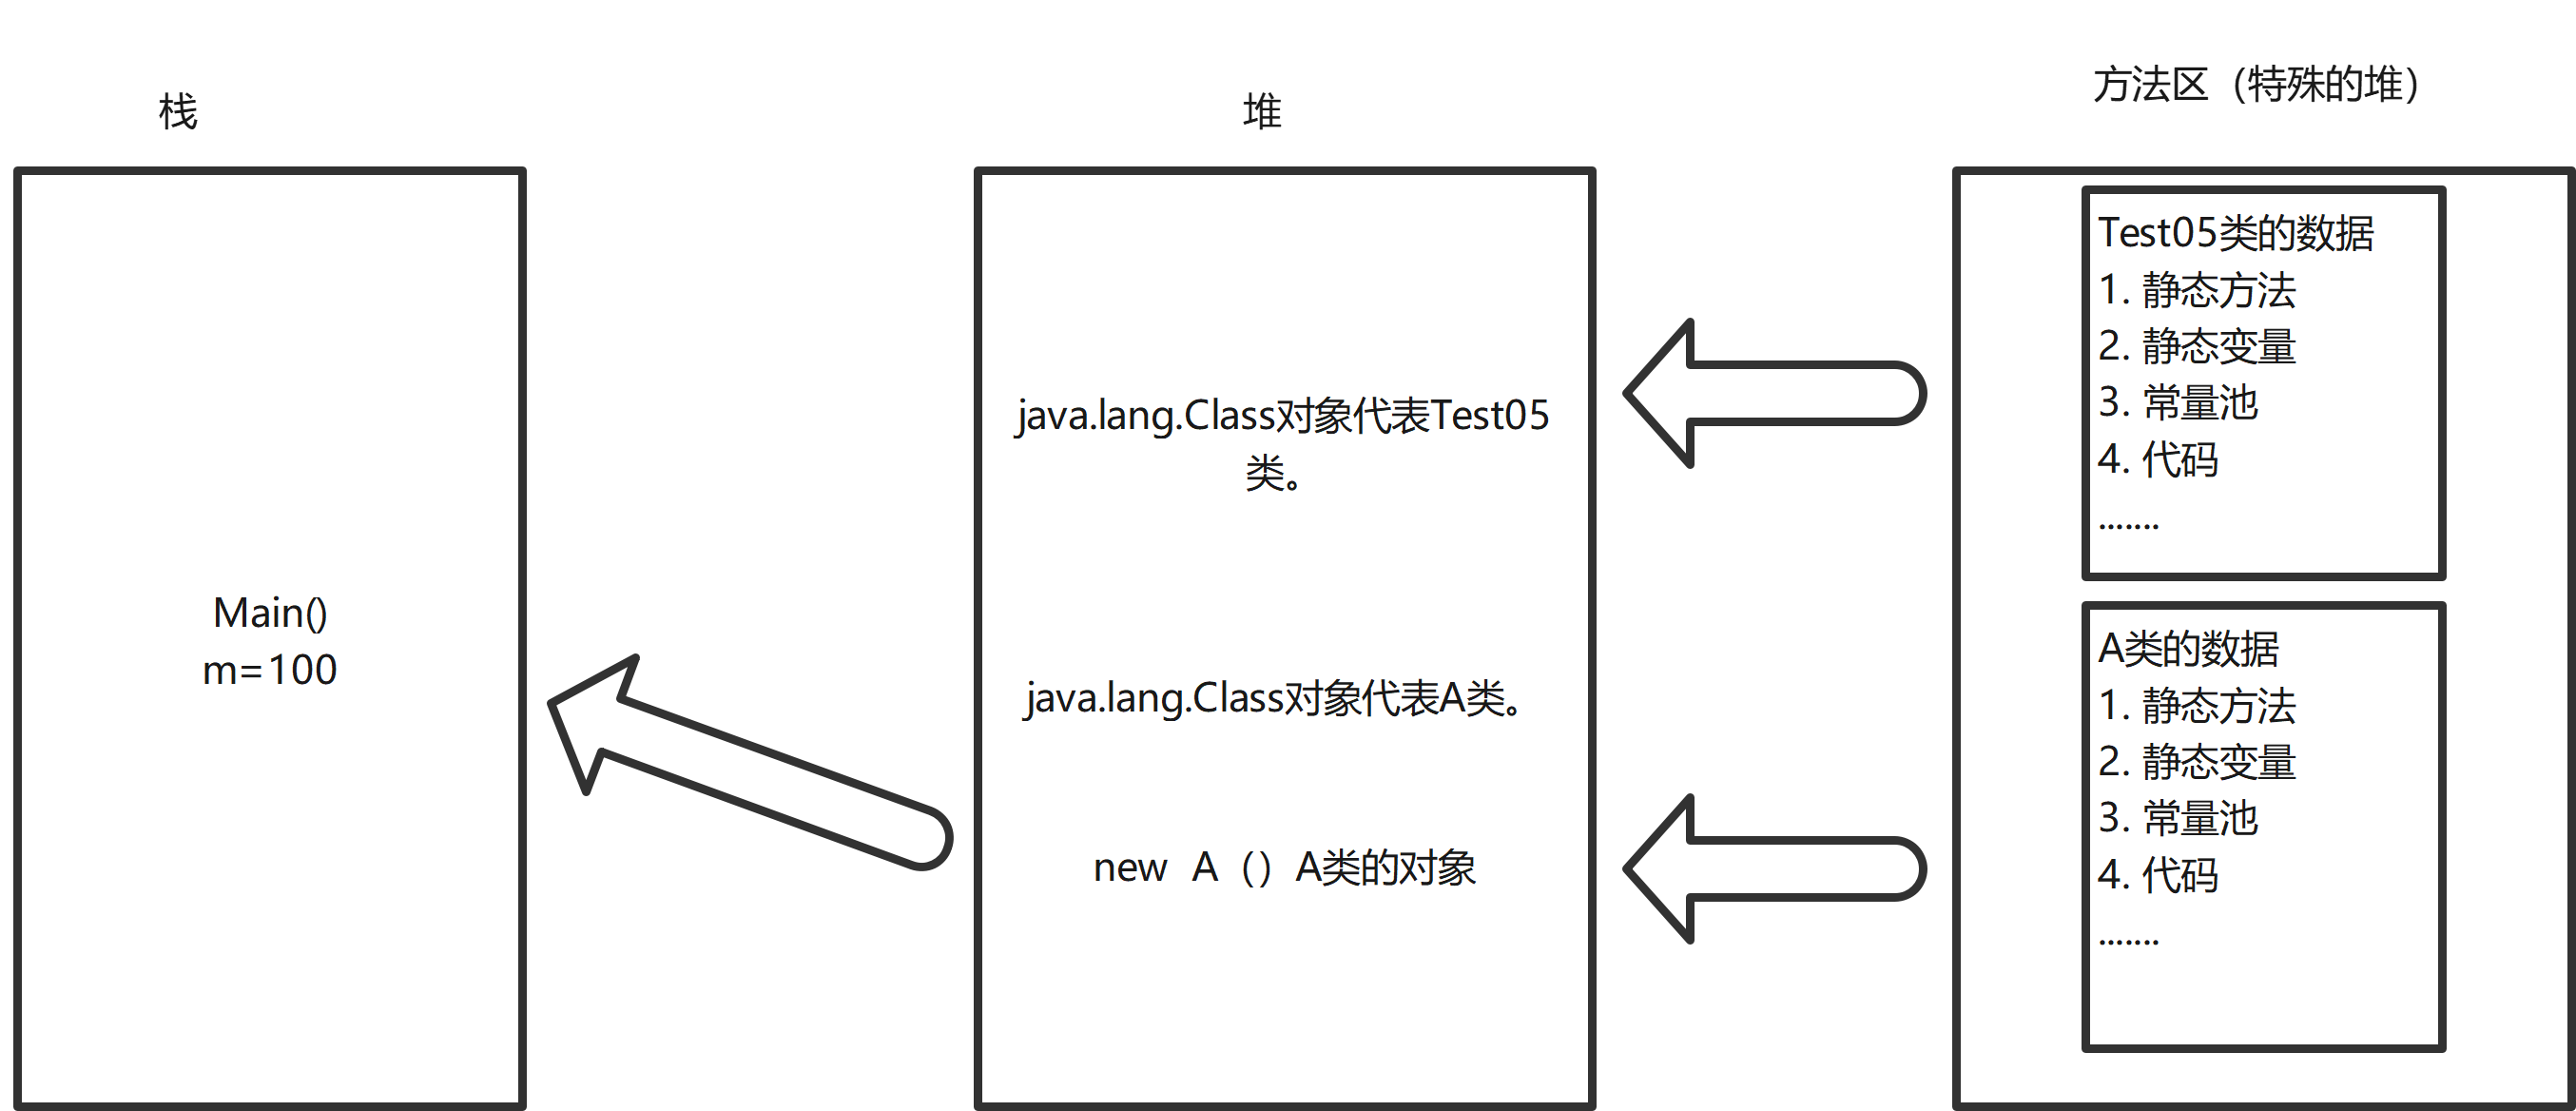 栈
Main()
m=100
堆
java.lang.Class对象代表Test05
类。
java.lang.Class对象代表A类。
new  A（）A类的对象
方法区（特殊的堆）
Test05类的数据
1. 静态方法
2. 静态变量
3. 常量池
4. 代码
.......
A类的数据
1. 静态方法
2. 静态变量
3. 常量池
4. 代码
.......